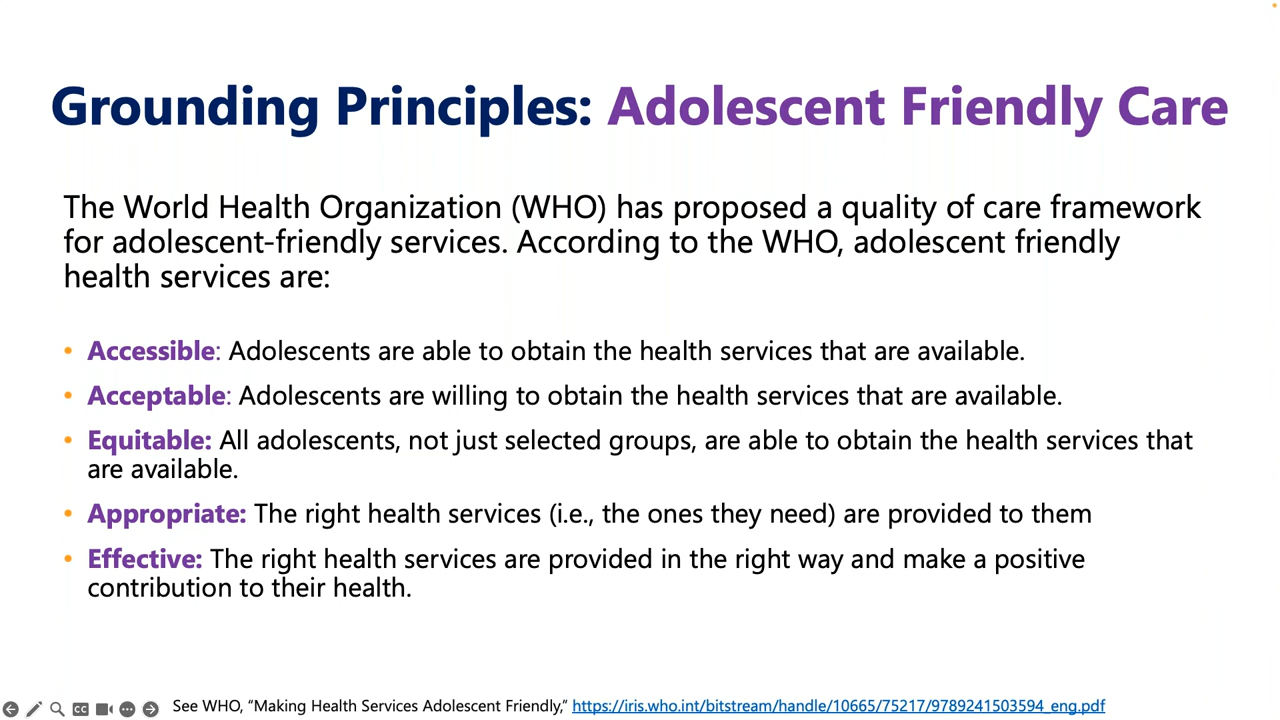 Grounding Principles: Adolescent Friendly Care
The World Health Organization (WHO) has proposed a quality of care framework
for adolescent-friendly services. According to the WHO, adolescent friendly
health services are:
• Accessible: Adolescents are able to obtain the health services that are available.
• Acceptable: Adolescents are willing to obtain the health services that are available.
• Equitable: All adolescents, not just selected groups, are able to obtain the health services that
are available.
• Appropriate: The right health services (i.e., the ones they need) are provided to them
• Effective: The right health services are provided in the right way and make a positive
contribution to their health.
CC
See WHO, “Making Health Services Adolescent Friendly,” https://iris.who.int/bitstream/handle/10665/75217/9789241503594_eng.pdf